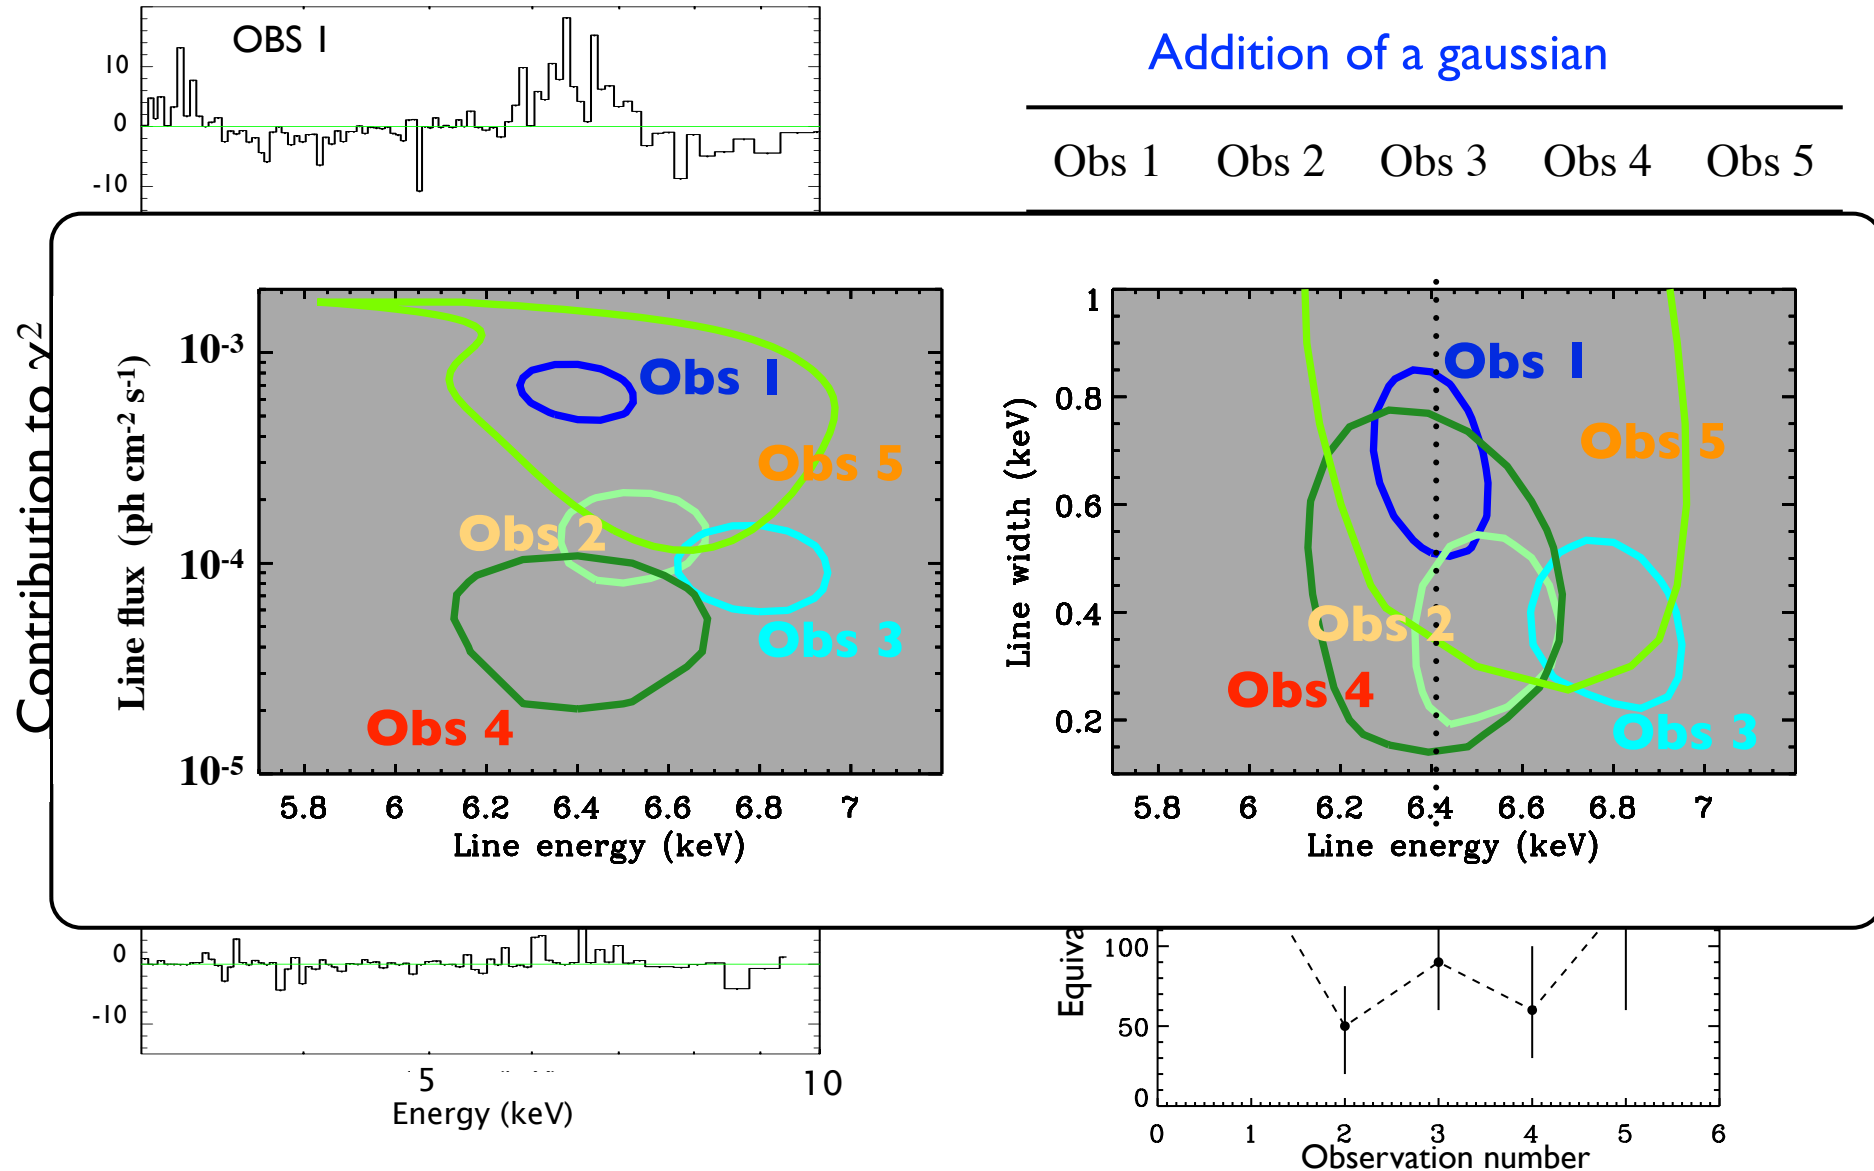 OBS 1
10
0
-10
Addition of a gaussian
Obs 1 Obs 2 Obs 3 Obs 4 Obs 5
Contribution to χ2
Line flux (ph cm-2 s-1)
10-3
10-4
10-5
Obs 1
Obs 5
Obs 2
Obs 3
Obs 4
5.8 6 6.2 6.4 6.6 6.8 7
Line energy (keV)
Line width (keV)
1
0.8
0.6
0.4
0.2
Obs 1
Obs 5
Obs 2
Obs 4
Obs 3
5.8 6 6.2 6.4 6.6 6.8 7
Line energy (keV)
0
-10
5 10
Energy (keV)
Equiva
100
50
0
0 1 2 3 4 5 6
Observation number